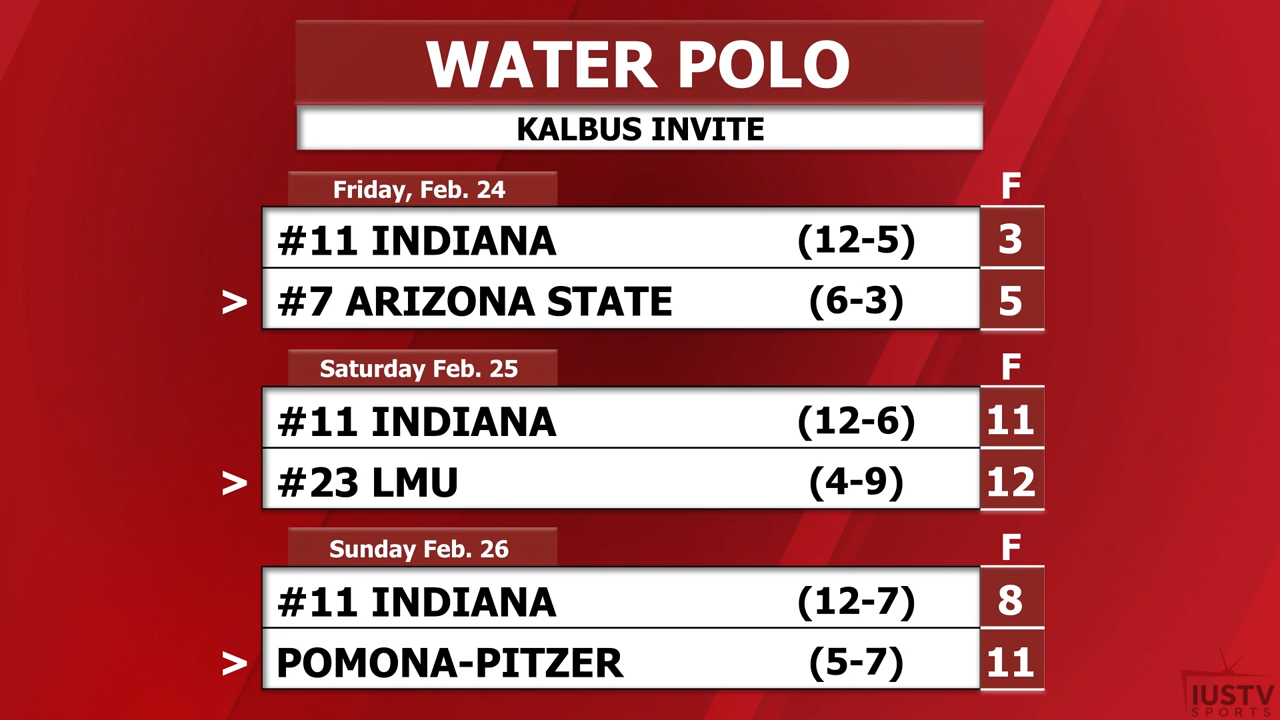 WATER POLO
KALBUS INVITE
Friday, Feb. 24 F
#11 INDIANA (12-5) 3
> #7 ARIZONA STATE (6-3) 5
Saturday Feb. 25 F
#11 INDIANA (12-6) 11
> #23 LMU (4-9) 12
Sunday Feb. 26 F
#11 INDIANA (12-7) 8
> POMONA-PITZER (5-7) 11
IUSTV
SPORTS